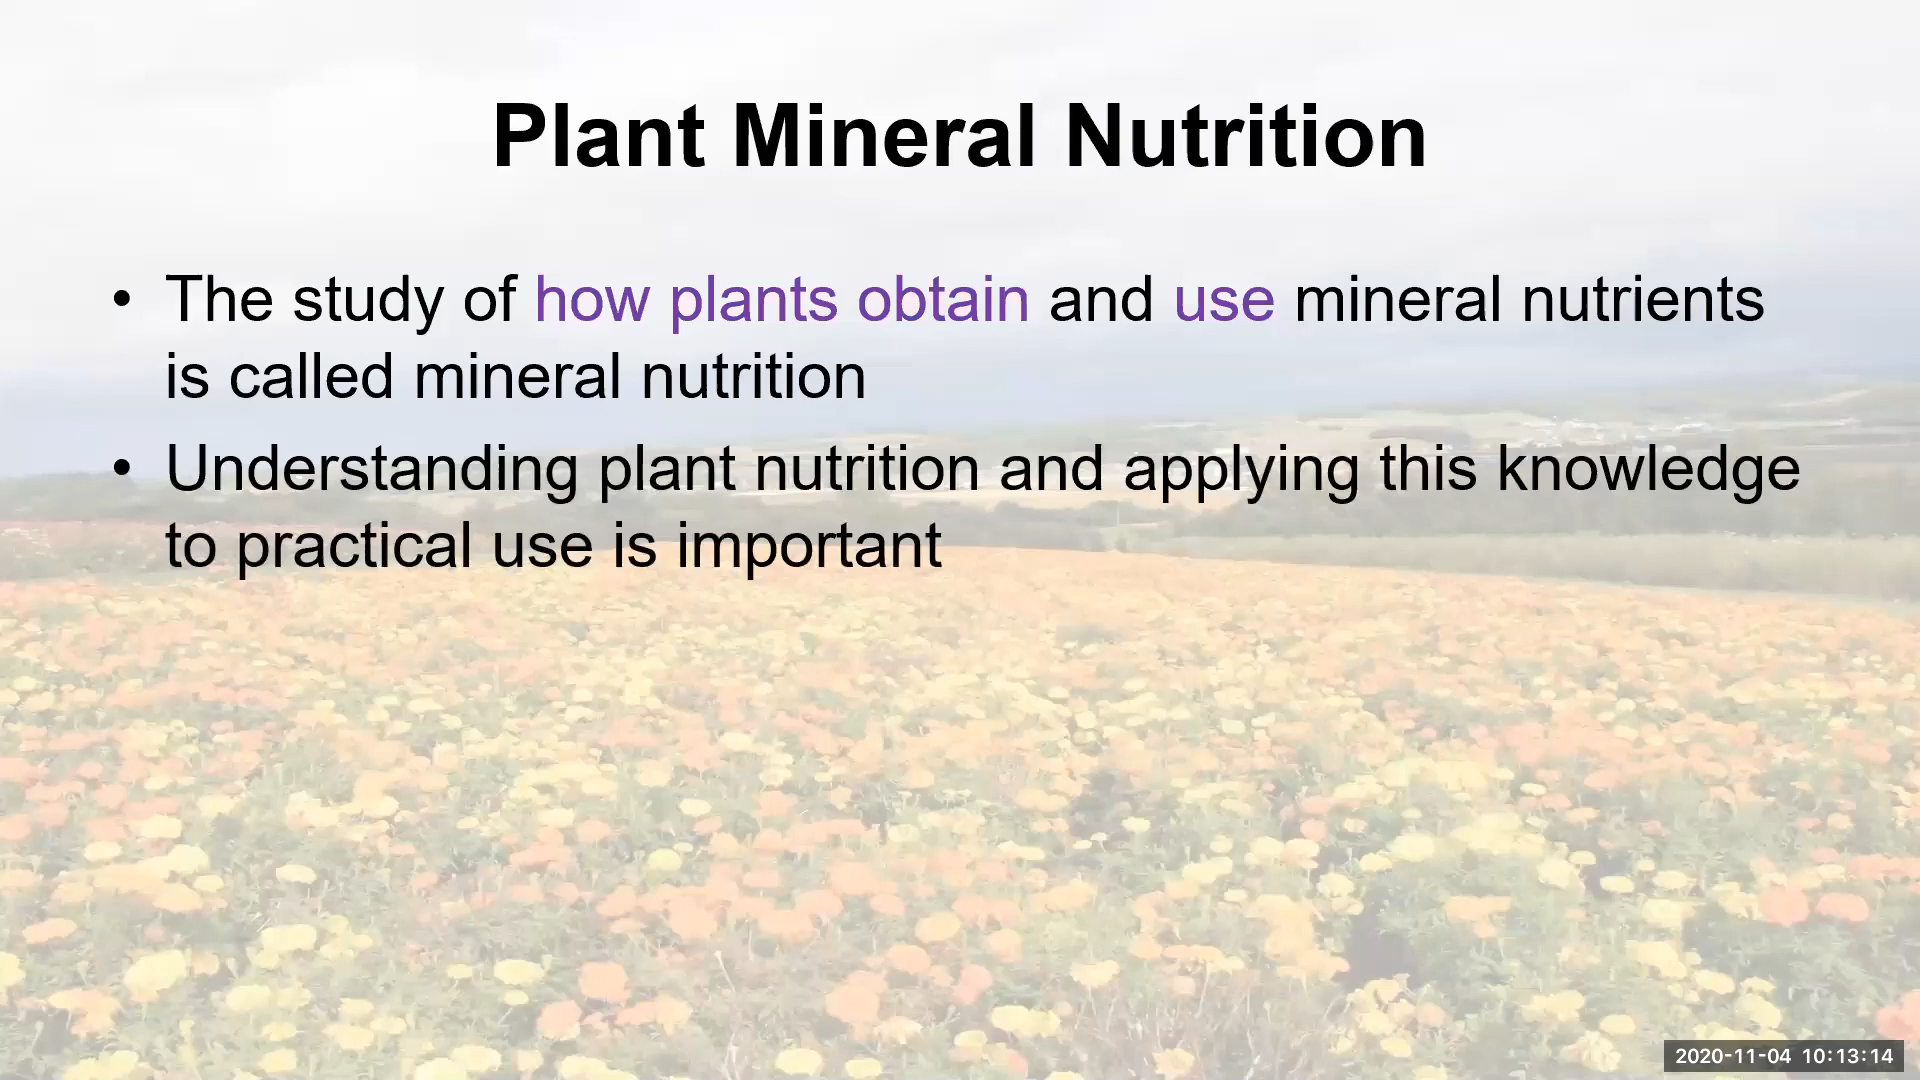 Plant Mineral Nutrition
• The study of how plants obtain and use mineral nutrients
is called mineral nutrition
• Understanding plant nutrition and applying this knowledge
to practical use is important
2020-11-04 10:13:14